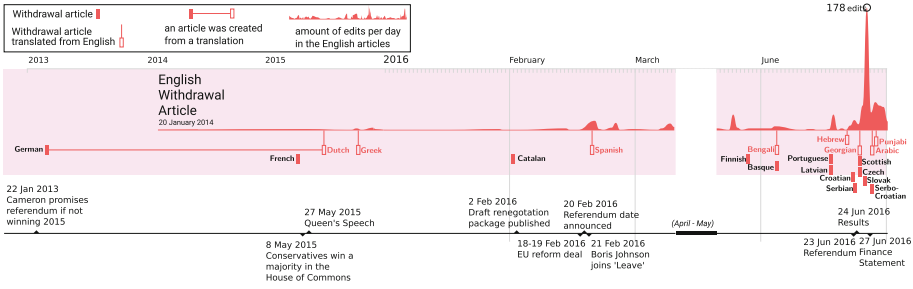 Withdrawal article
Withdrawal article
translated from English
an article was created
from a translation
amount of edits per day
in the English articles
178 edits
2013
2014
2015
2016
February
March
June
English
Withdrawal
Article
20 January 2014
German
Dutch
Greek
French
Catalan
Spanish
Finnish
Bengali
Basque
Portuguese
Latvian
Hebrew
Georgian
Punjabi
Arabic
Scottish
Czech
Croatian
Slovak
Serbian
Serbo-
Croatian
22 Jan 2013
Cameron promises
referendum if not
winning 2015
27 May 2015
Queen's Speech
8 May 2015
Conservatives win a
majority in the
House of Commons
2 Feb 2016
Draft renegotation
package published
18-19 Feb 2016
EU reform deal
20 Feb 2016
Referendum date
announced
21 Feb 2016
Boris Johnson
joins 'Leave'
(April - May)
24 Jun 2016
Results
23 Jun 2016
Referendum
27 Jun 2016
Finance
Statement